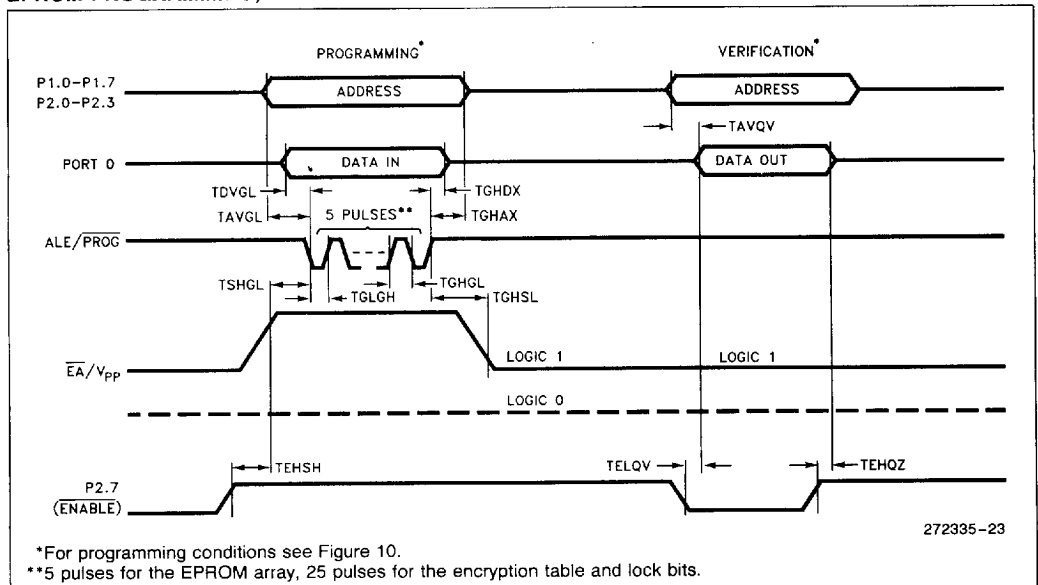 PROGRAMMING*
VERIFICATION*
P1.0–P1.7
P2.0–P2.3
ADDRESS
ADDRESS
TAVQV
PORT 0
DATA IN
DATA OUT
TDVGL
TGHDX
TAVGL
5 PULSES**
TGHAX
ALE/PROG
TSHGL
TGLGH
TGHGL
TGHSL
EA/VPP
LOGIC 1
LOGIC 1
LOGIC 0
TEHSH
TELQV
TEHQZ
P2.7
(ENABLE)
272335–23
*For programming conditions see Figure 10.
**5 pulses for the EPROM array, 25 pulses for the encryption table and lock bits.